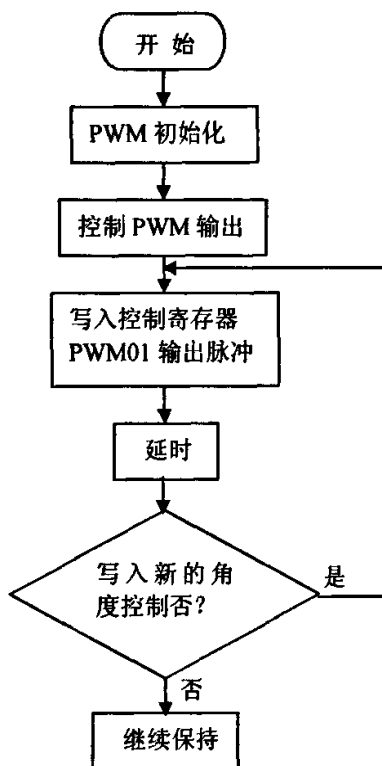 开 始
PWM 初始化
控制 PWM 输出
写入控制寄存器
PWM01 输出脉冲
延时
写入新的角
度控制否?
是
否
继续保持